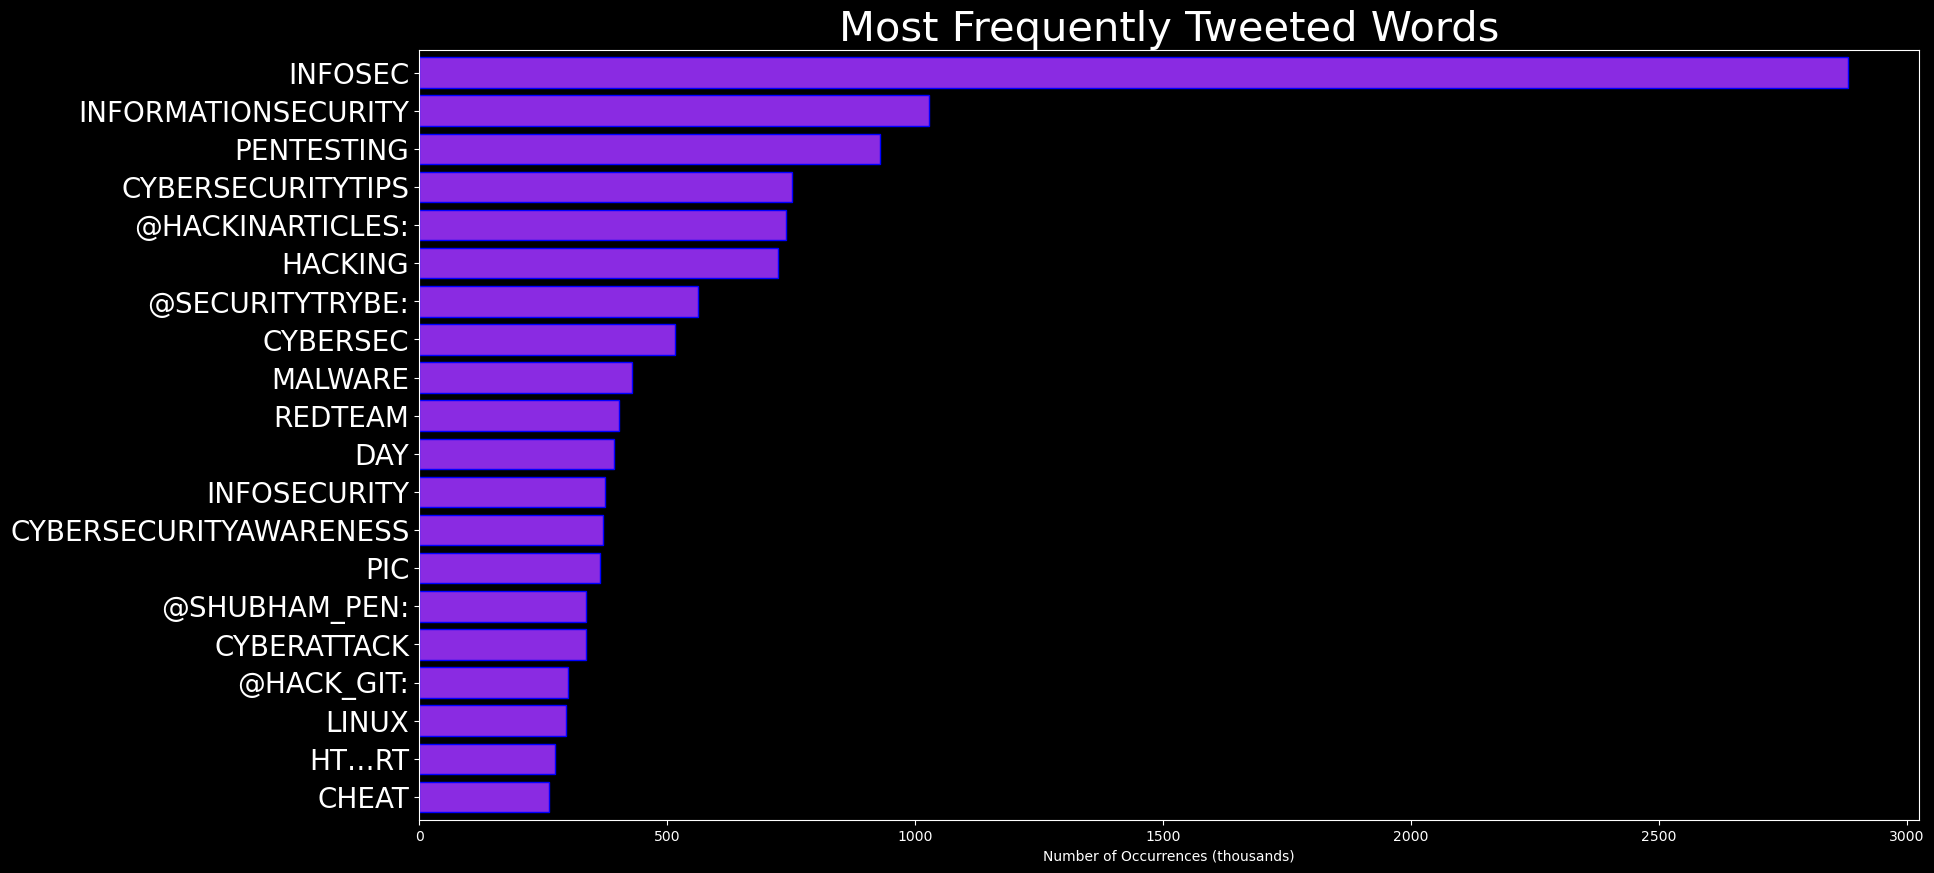 Most Frequently Tweeted Words
INFOSEC
INFORMATIONSECURITY
PENTESTING
CYBERSECURITYTIPS
@HACKINARTICLES:
HACKING
@SECURITYTRYBE:
CYBERSEC
MALWARE
REDTEAM
DAY
INFOSECURITY
CYBERSECURITYAWARENESS
PIC
@SHUBHAM_PEN:
CYBERATTACK
@HACK_GIT:
LINUX
HT…RT
CHEAT
0 500 1000 1500 2000 2500 3000
Number of Occurrences (thousands)